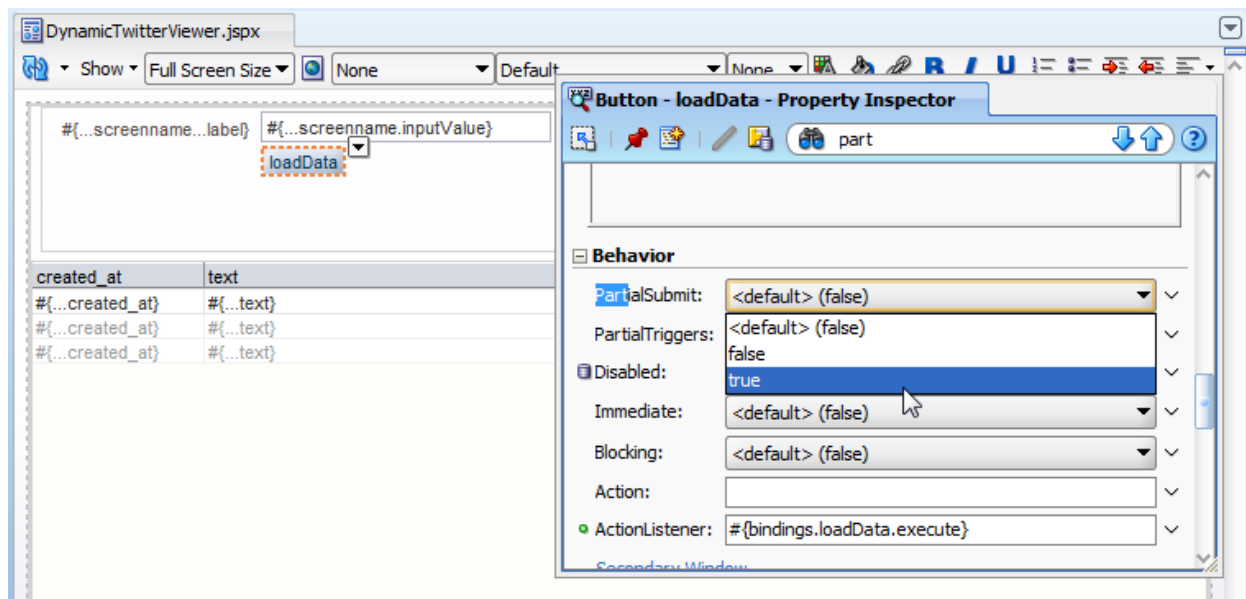 DynamicTwitterViewer.jspx
Show Full Screen Size None Default None B I U
Button - loadData - Property Inspector
part
#{...screenname...label} #{...screenname.inputValue}
loadData
Behavior
PartialSubmit: <default> (false)
PartialTriggers: <default> (false)
false
Disabled: true
Immediate: <default> (false)
Blocking: <default> (false)
Action:
ActionListener: #{bindings.loadData.execute}
Secondary Window
created_at text
#{...created_at} #{...text}
#{...created_at} #{...text}
#{...created_at} #{...text}